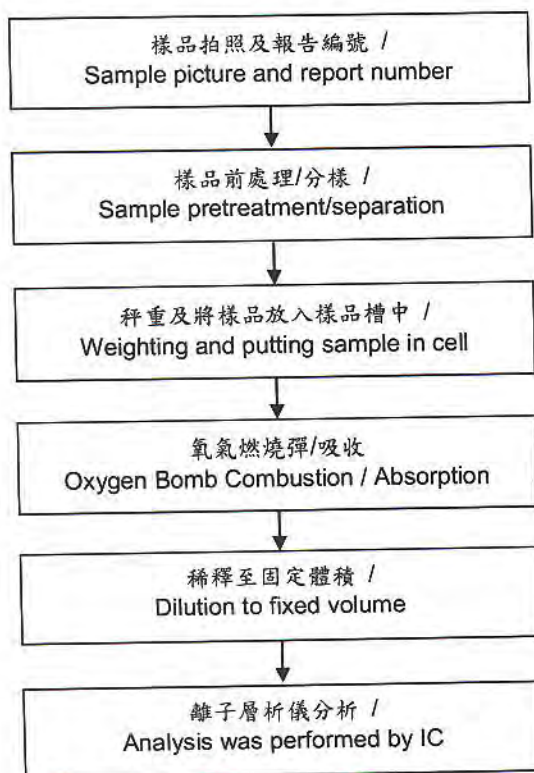 樣品拍照及報告編號 /
Sample picture and report number
樣品前處理/分樣 /
Sample pretreatment/separation
秤重及將樣品放入樣品槽中 /
Weighting and putting sample in cell
氧氣燃燒彈/吸收
Oxygen Bomb Combustion / Absorption
稀釋至固定體積 /
Dilution to fixed volume
離子層析儀分析 /
Analysis was performed by IC